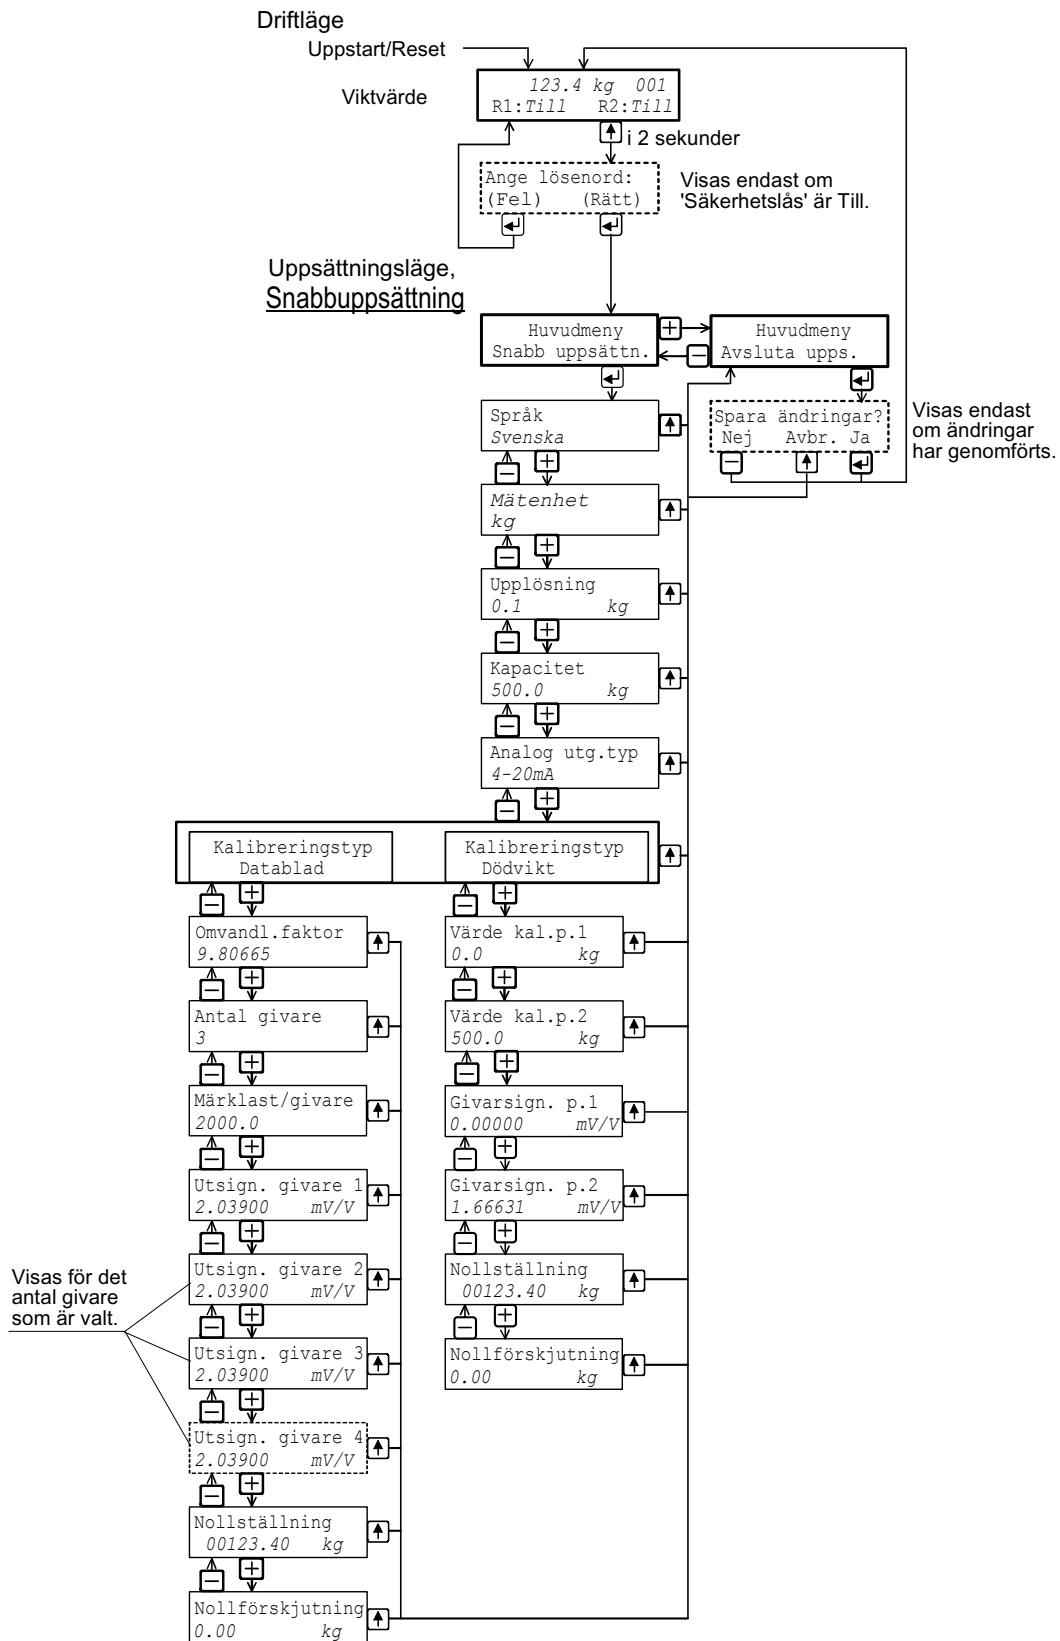 Driftläge
Uppstart/Reset
Viktvärde
123.4 kg 001
R1:Till R2:Till
i 2 sekunder
Ange lösenord:
(Fel) (Rätt)
Visas endast om
'Säkerhetslås' är Till.
Uppsättningsläge,
Snabbuppsättning
Huvudmeny
Snabb uppsättn.
Huvudmeny
Avsluta upps.
Spara ändringar?
Nej Avbr. Ja
Visas endast
om ändringar
har genomförts.
Språk
Svenska
Mätenhet
kg
Upplösning
0.1 kg
Kapacitet
500.0 kg
Analog utg.typ
4-20mA
Kalibreringstyp
Datablad
Kalibreringstyp
Dödvikt
Omvandl.faktor
9.80665
Antal givare
3
Märklast/givare
2000.0
Utsign. givare 1
2.03900 mV/V
Utsign. givare 2
2.03900 mV/V
Utsign. givare 3
2.03900 mV/V
Utsign. givare 4
2.03900 mV/V
Nollställning
00123.40 kg
Nollförskjutning
0.00 kg
Visas för det
antal givare
som är valt.
Värde kal.p.1
0.0 kg
Värde kal.p.2
500.0 kg
Givarsign. p.1
0.00000 mV/V
Givarsign. p.2
1.66631 mV/V
Nollställning
00123.40 kg
Nollförskjutning
0.00 kg